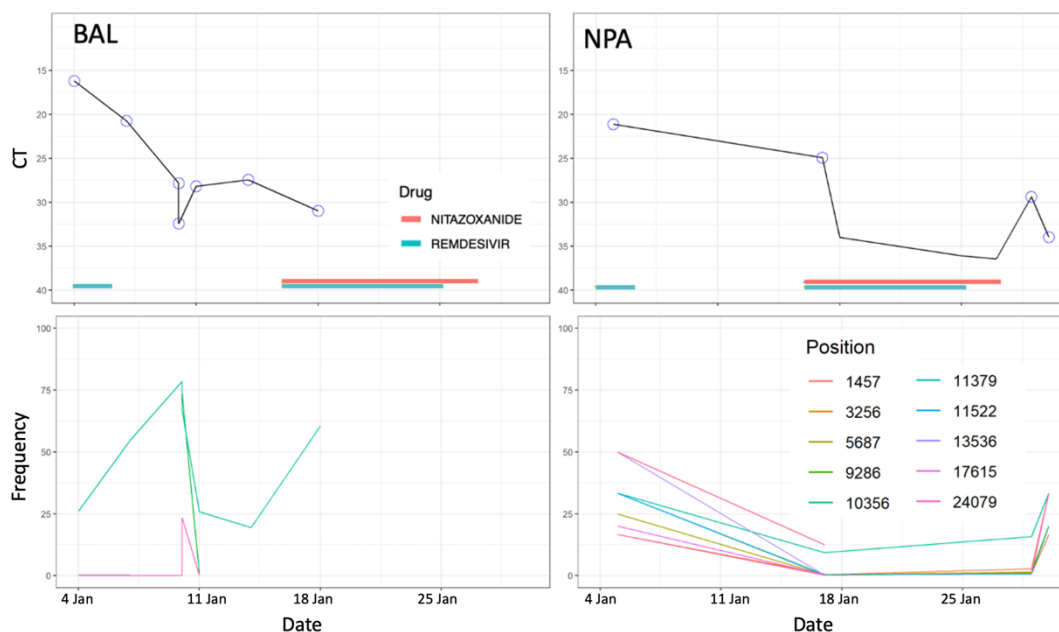 BAL
NPA
CT
15
20
25
30
35
40
Drug
NITAZOXANIDE
REMDESIVIR
15
20
25
30
35
40
Frequency
100
75
50
25
0
4 Jan
11 Jan
18 Jan
25 Jan
Date
100
75
50
25
0
Position
1457
11379
3256
11522
5687
13536
9286
17615
10356
24079
4 Jan
11 Jan
18 Jan
25 Jan
Date